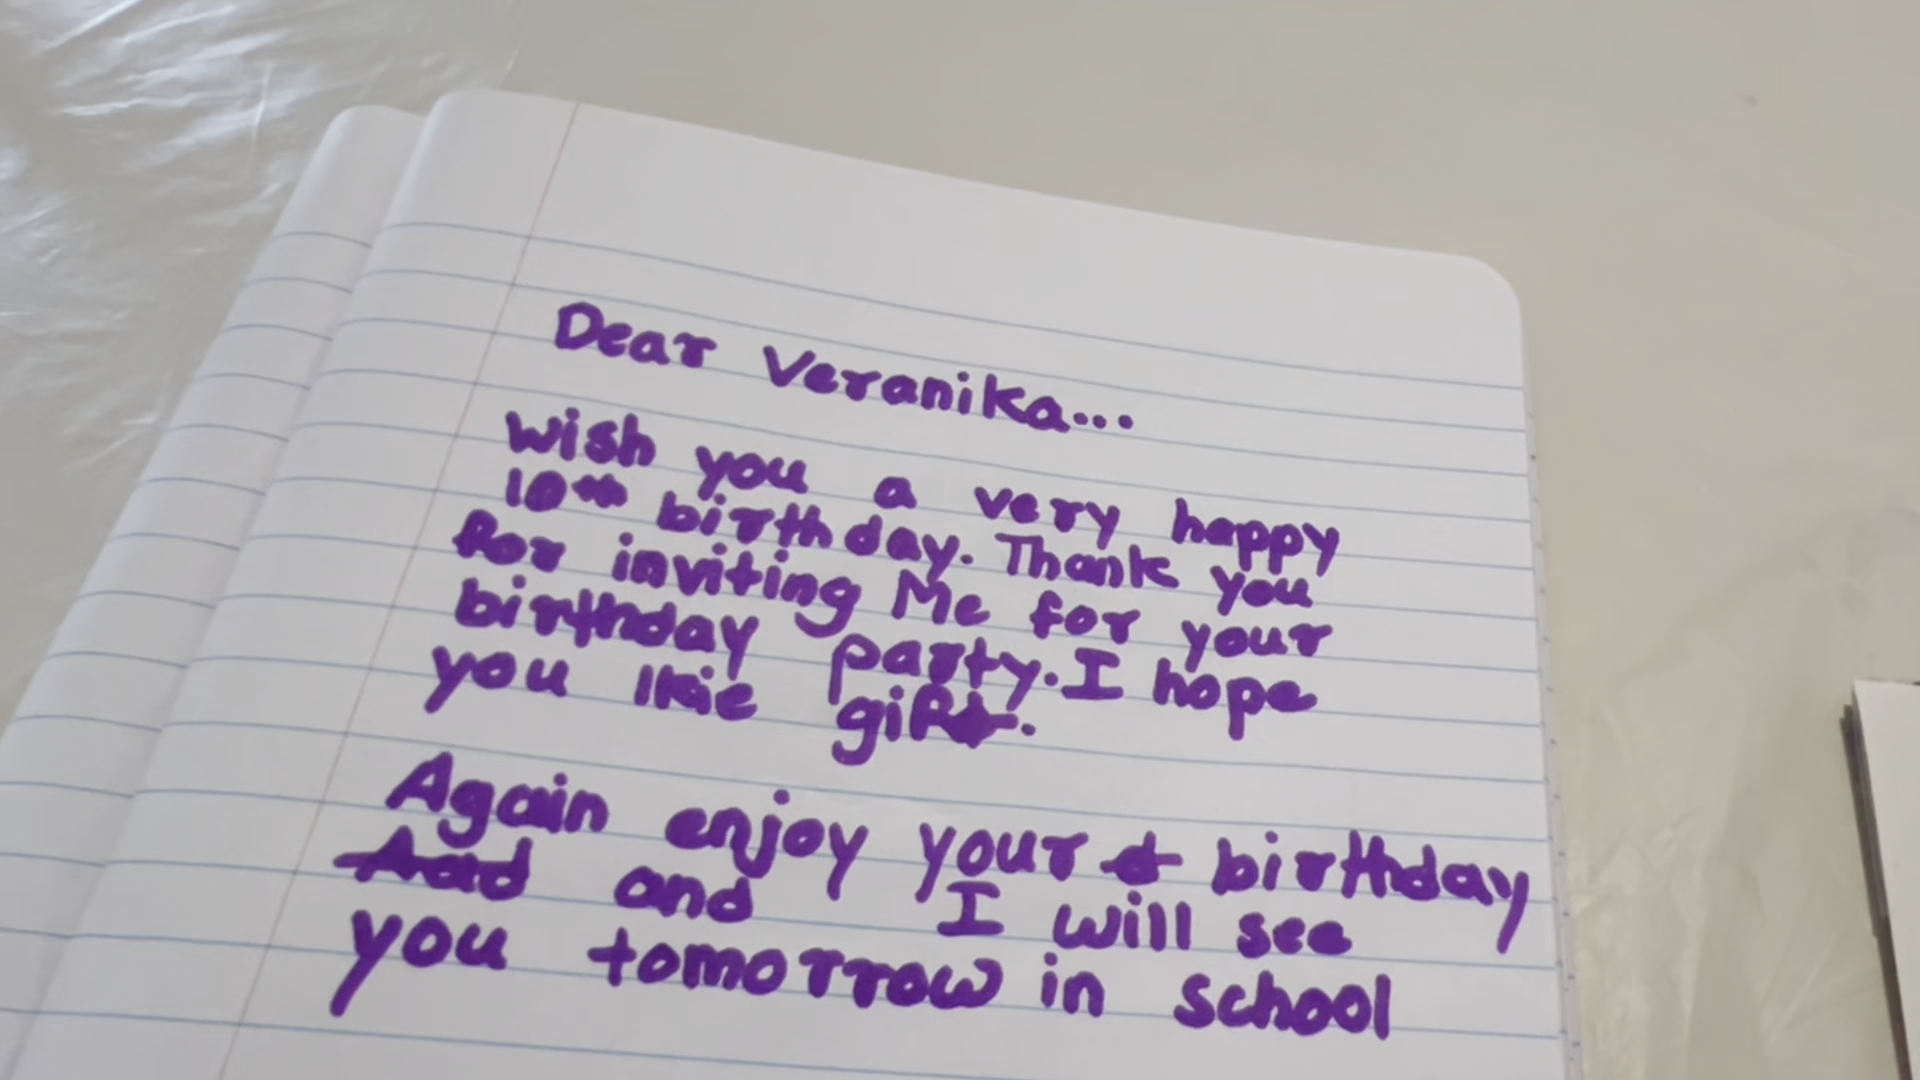 Dear Veranika...
Wish you a very happy
10th birthday. Thank you
for inviting Me for your
birthday party. I hope
you lkie gift.
Again enjoy your birthday
and I will see
you tomorrow in school